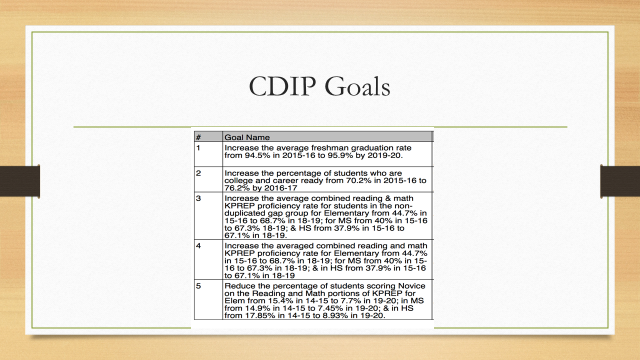 CDIP Goals
# Goal Name
1 Increase the average freshman graduation rate
from 94.5% in 2015-16 to 95.9% by 2019-20.
2 Increase the percentage of students who are
college and career ready from 70.2% in 2015-16 to
76.2% by 2016-17
3 Increase the average combined reading & math
KPREP proficiency rate for students in the non-
duplicated gap group for Elementary from 44.7% in
15-16 to 68.7% in 18-19; for MS from 40% in 15-16
to 67.3% 18-19; & HS from 37.9% in 15-16 to
67.1% in 18-19.
4 Increase the averaged combined reading and math
KPREP proficiency rate for Elementary from 44.7%
in 15-16 to 68.7% in 18-19; for MS from 40% in 15-
16 to 67.3% in 18-19; & in HS from 37.9% in 15-16
to 67.1% in 18-19
5 Reduce the percentage of students scoring Novice
on the Reading and Math portions of KPREP for
Elem from 15.4% in 14-15 to 7.7% in 19-20; in MS
from 14.9% in 14-15 to 7.45% in 19-20; & in HS
from 17.85% in 14-15 to 8.93% in 19-20.